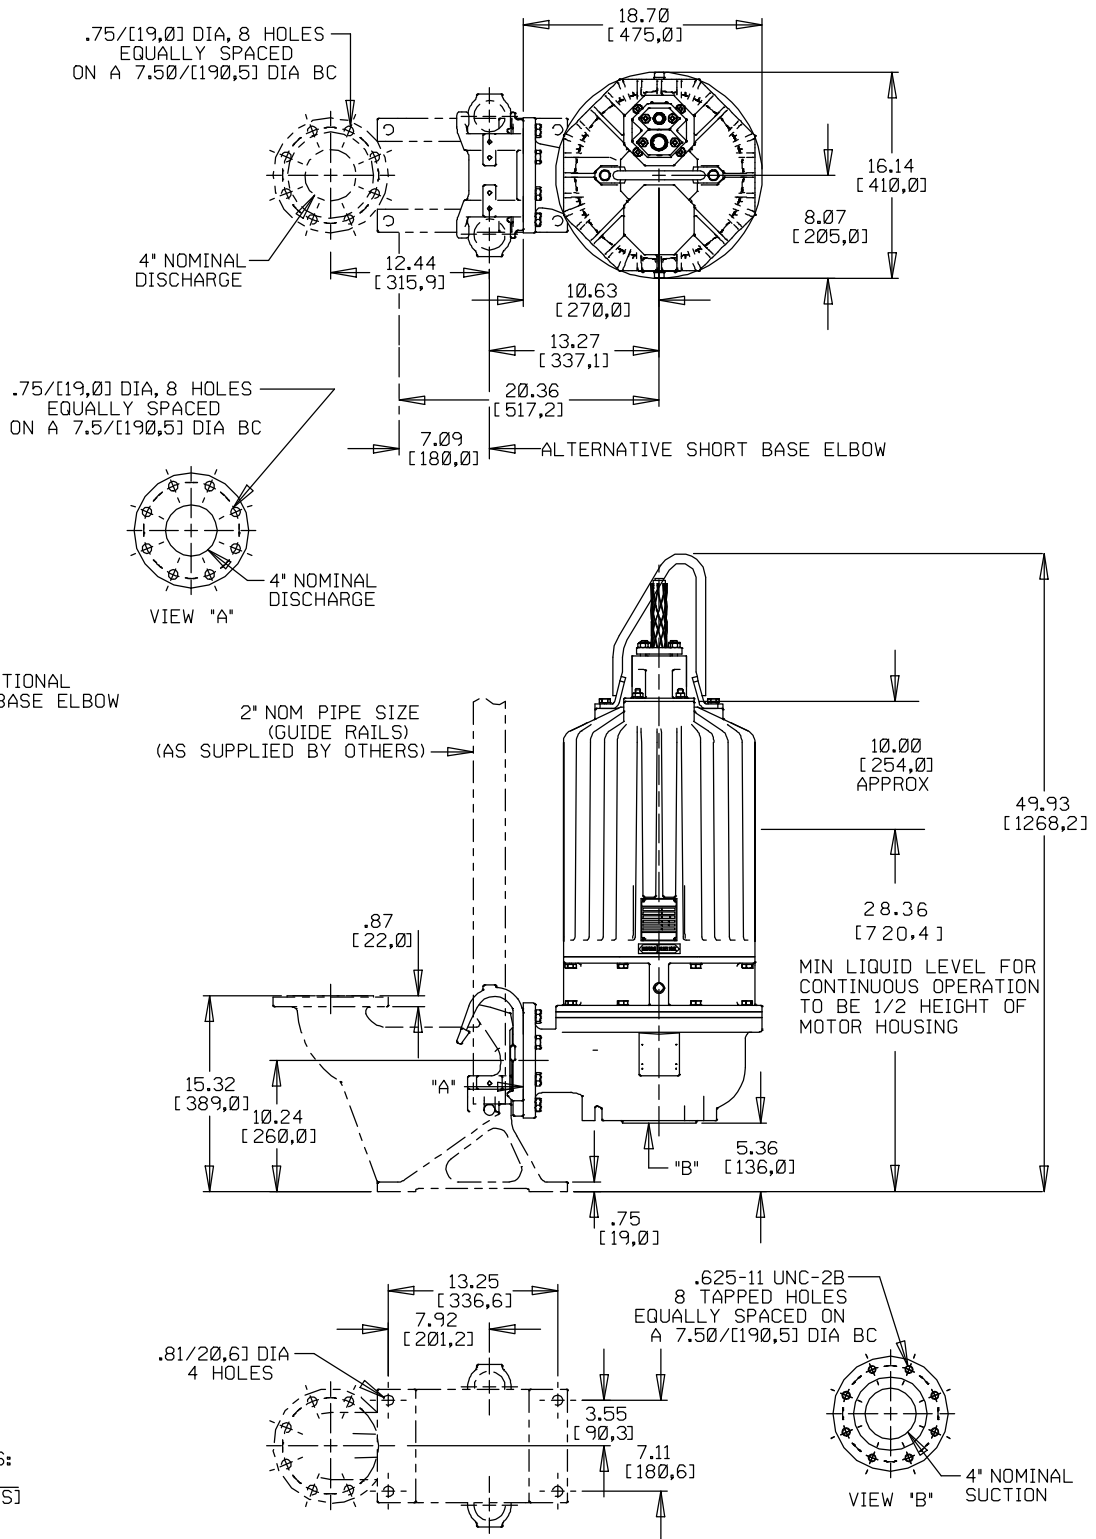 18.70
[475,0]
.75/[19,0] DIA, 8 HOLES
EQUALLY SPACED
ON A 7.50/[190,5] DIA BC
16.14
[410,0]
8.07
[205,0]
4" NOMINAL
DISCHARGE
12.44
[315,9]
10.63
[270,0]
13.27
[337,1]
.75/[19,0] DIA, 8 HOLES
EQUALLY SPACED
ON A 7.5/[190,5] DIA BC
20.36
[517,2]
7.09
[180,0]
ALTERNATIVE SHORT BASE ELBOW
4" NOMINAL
DISCHARGE
VIEW "A"
TIONAL
BASE ELBOW
2" NOM PIPE SIZE
(GUIDE RAILS)
(AS SUPPLIED BY OTHERS)
10.00
[254,0]
APPROX
49.93
[1268,2]
28.36
[720,4]
.87
[22,0]
MIN LIQUID LEVEL FOR
CONTINUOUS OPERATION
TO BE 1/2 HEIGHT OF
MOTOR HOUSING
15.32
[389,0]
"A"
10.24
[260,0]
"B"
5.36
[136,0]
.75
[19,0]
13.25
[336,6]
7.92
[201,2]
.625-11 UNC-2B
8 TAPPED HOLES
EQUALLY SPACED ON
A 7.50/[190,5] DIA BC
.81/20,6] DIA
4 HOLES
3.55
[90,3]
7.11
[180,6]
4" NOMINAL
SUCTION
VIEW "B"
S:
S]